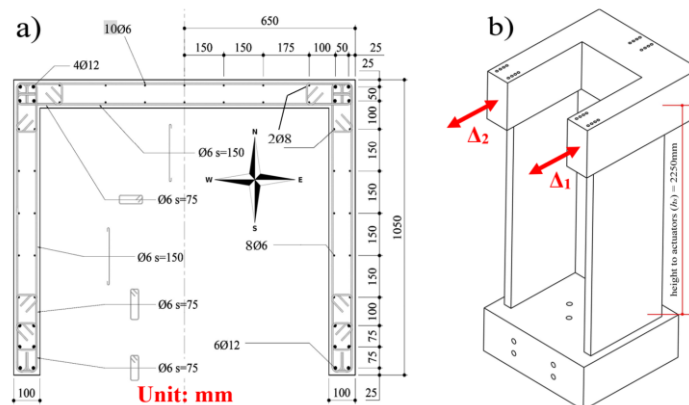 a)
650
10Ø6
150 150 175 100 50 25
4Ø12
25
50
100
2Ø8
Ø6 s=150
N
W E
S
150
Ø6 s=75
150
1050
Ø6 s=150
8Ø6
150
150
Ø6 s=75
100
75
Ø6 s=75
6Ø12
75
100
Unit: mm
25
b)
Δ2
Δ1
height to actuators (h) = 2250mm